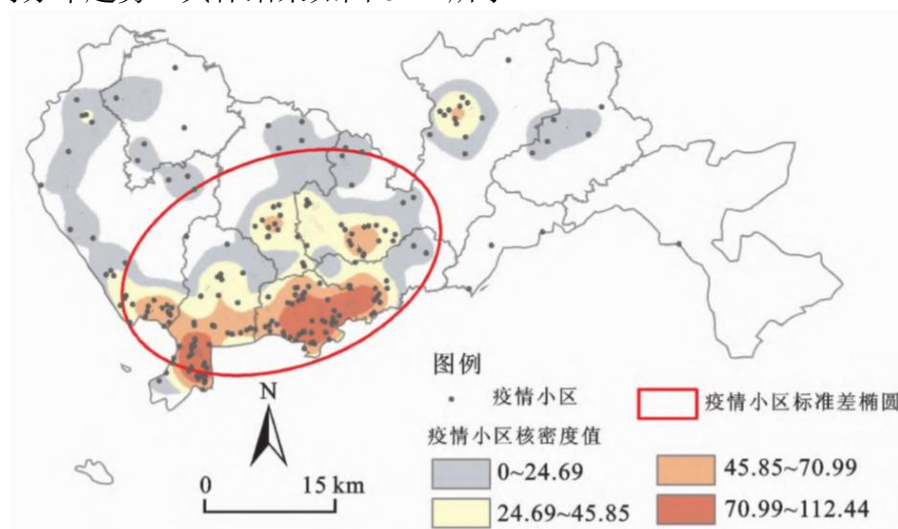 图例
疫情小区
疫情小区标准差椭圆
疫情小区核密度值
0~24.69
45.85~70.99
24.69~45.85
70.99~112.44
N
0 15 km